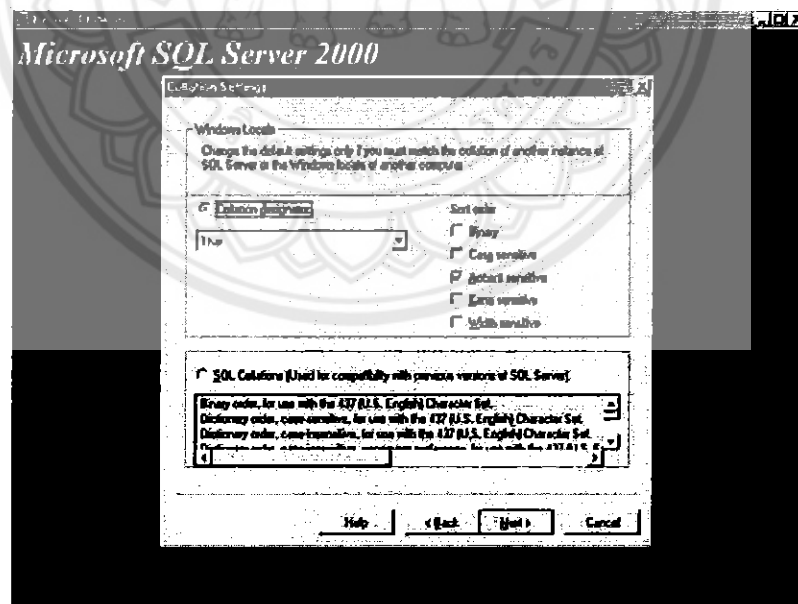 Microsoft SQL Server 2000
Collation Settings
Windows Locale
Change the default settings only if you must match the collation of another instance of
SQL Server or the Windows locale of another computer
Collation designator
Thai
Sort order
Binary
Case sensitive
Accent sensitive
Kana sensitive
Width sensitive
SQL Collations (Used for compatibility with previous versions of SQL Server).
Binary order, for use with the 437 (U.S. English) Character Set.
Dictionary order, case-sensitive, for use with the 437 (U.S. English) Character Set.
Dictionary order, case-insensitive, for use with the 437 (U.S. English) Character Set.
Help
< Back
Next >
Cancel